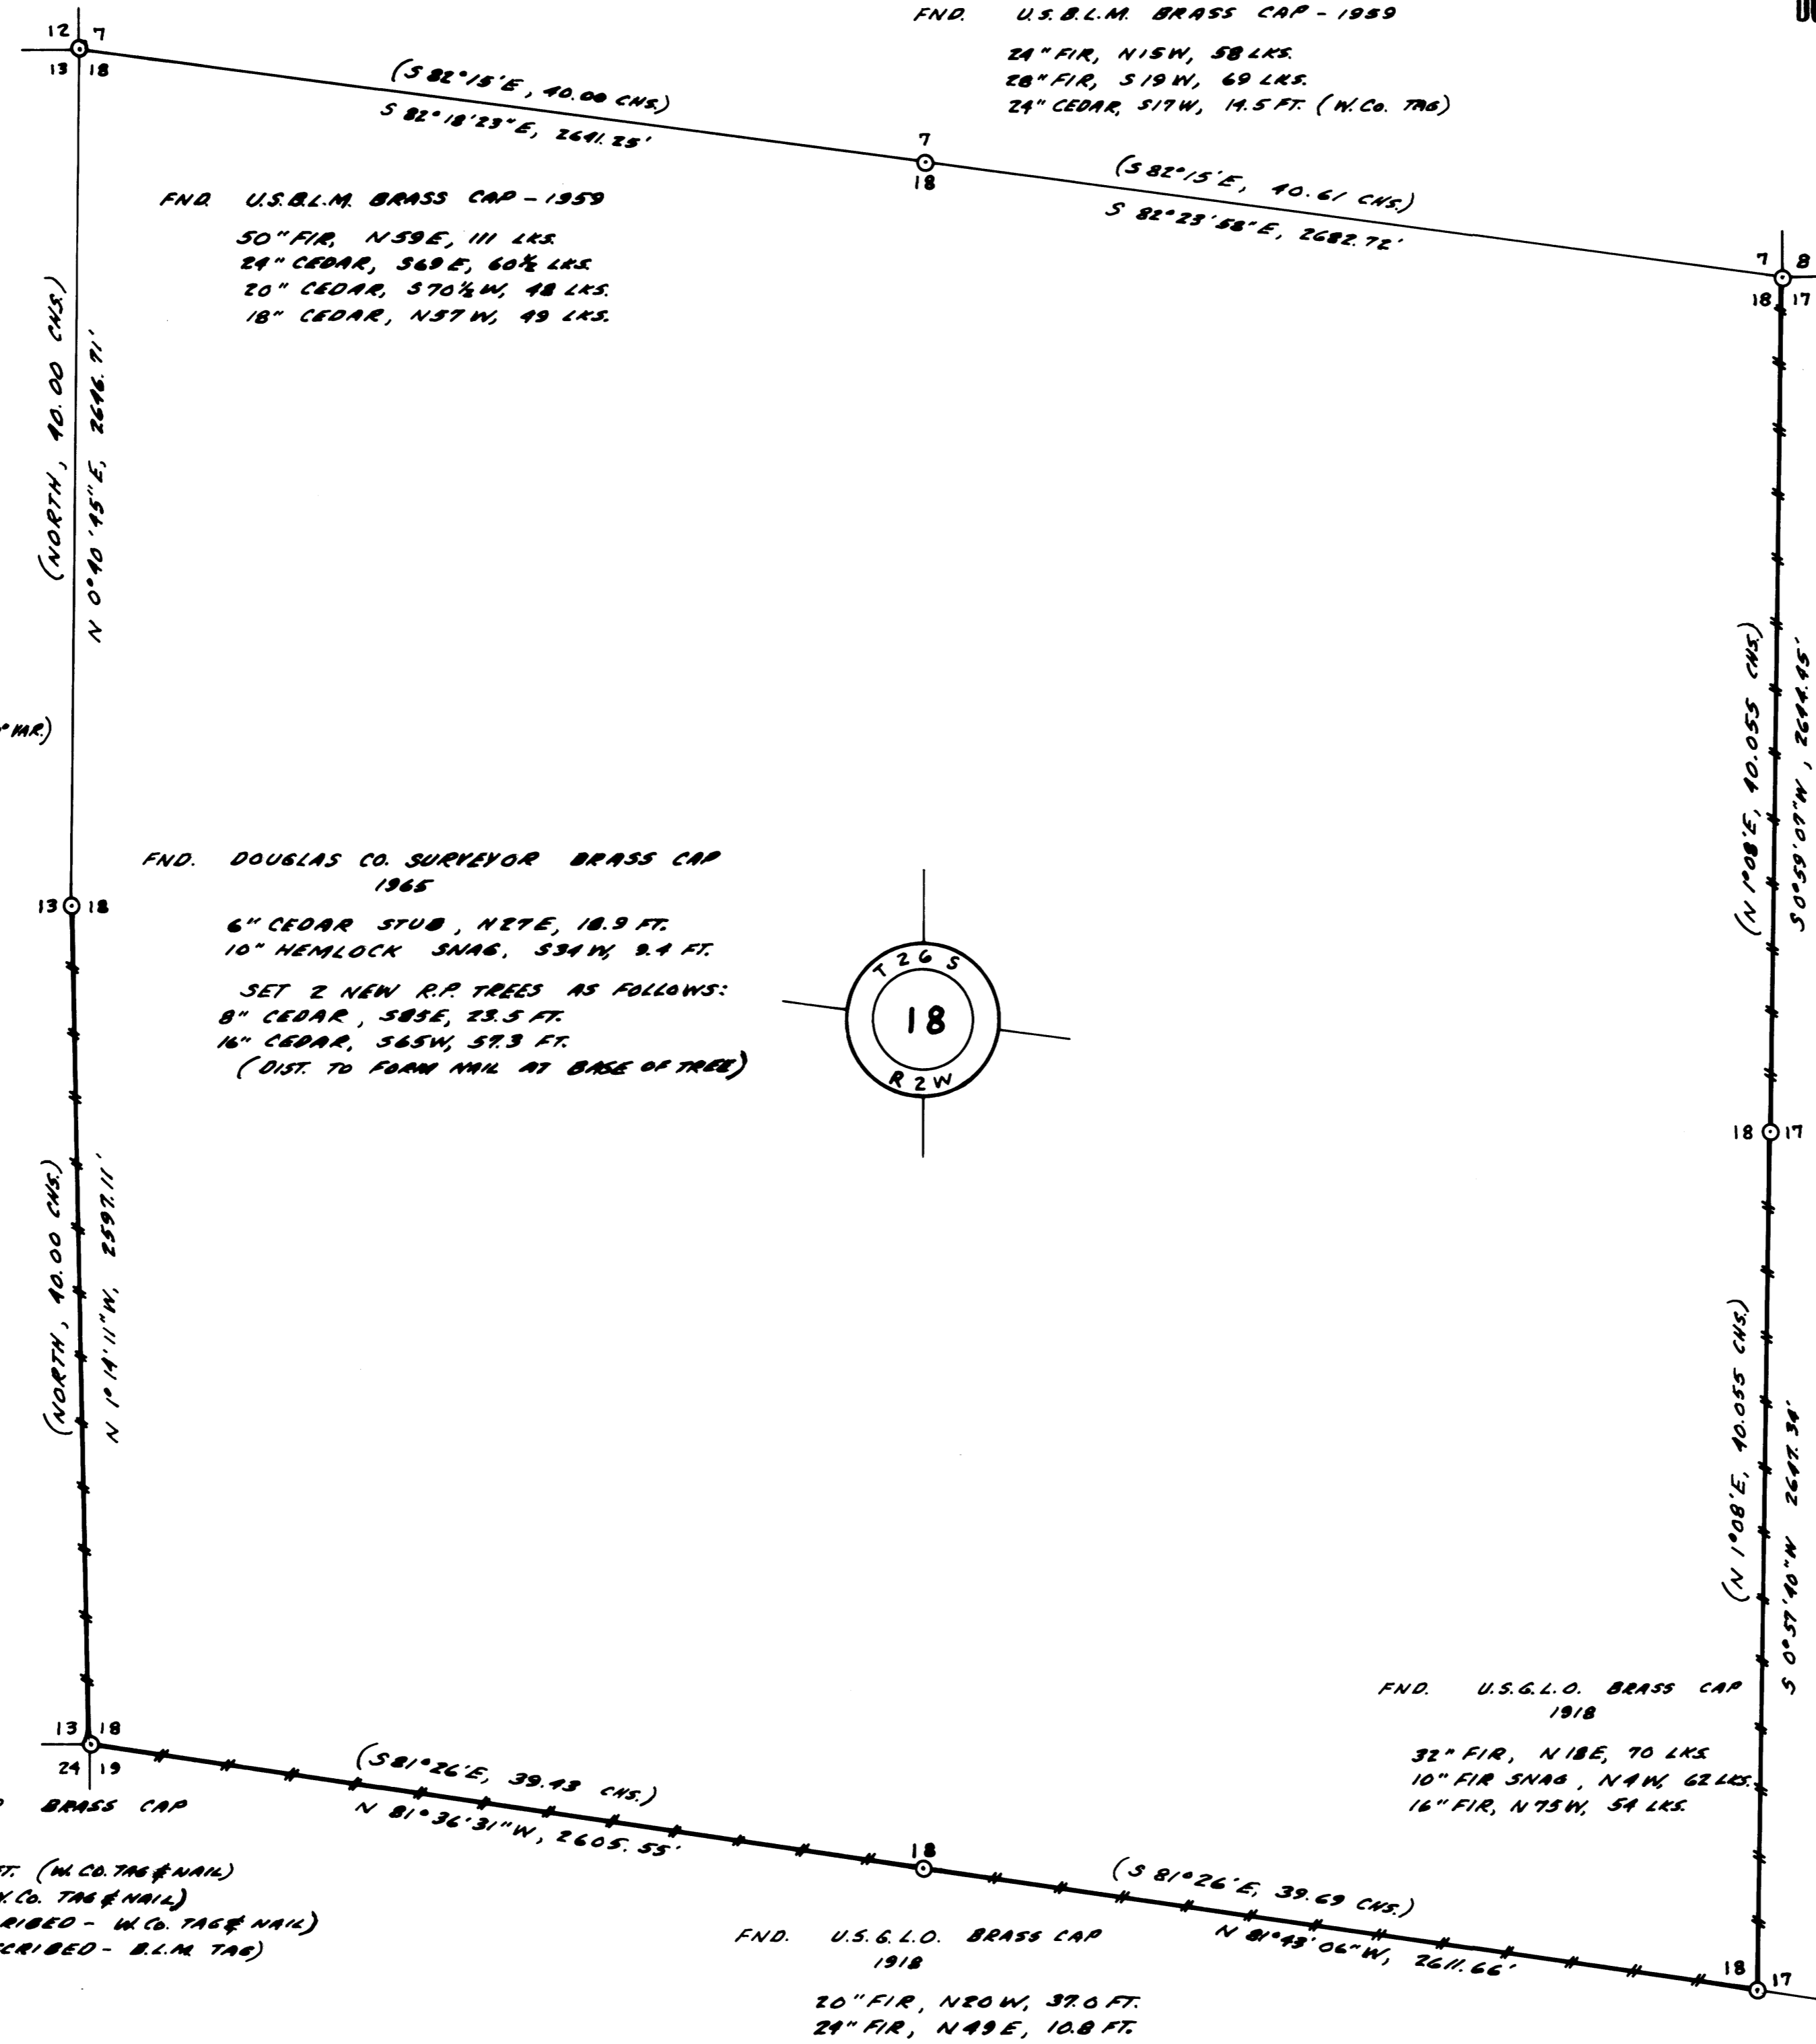 FND. U.S.B.L.M. BRASS CAP - 1959
24" FIR, N15W, 58 LKS.
28" FIR, S19W, 69 LKS.
24" CEDAR, S17W, 14.5 FT. (W.Co. TAG)
12 7
13 18
(S 82°15'E, 40.00 CHS.)
S 82°18'23"E, 2641.25'
7
18
(S 82°15'E, 40.61 CHS.)
S 82°23'58"E, 2682.72'
7 8
18 17
FND. U.S.B.L.M. BRASS CAP - 1959
50" FIR, N59E, 111 LKS.
24" CEDAR, S69E, 60½ LKS.
20" CEDAR, S70½W, 48 LKS.
18" CEDAR, N57W, 49 LKS.
(NORTH, 40.00 CHS.)
N 0°40'45"E, 2646.71'
° VAR.)
(N 1°08'E, 40.055 CHS.)
S 0°59'07"W, 2644.45'
FND. DOUGLAS CO. SURVEYOR BRASS CAP
1965
13 18
6" CEDAR STUB, N27E, 18.9 FT.
10" HEMLOCK SNAG, S34W, 9.4 FT.
SET 2 NEW R.P. TREES AS FOLLOWS:
8" CEDAR, S85E, 23.5 FT.
16" CEDAR, S65W, 57.3 FT.
(DIST. TO FORM NAIL AT BASE OF TREE)
T 26 S
18
R 2 W
18 17
(NORTH, 40.00 CHS.)
N 1°14'11"W, 2597.11'
(N 1°08'E, 40.055 CHS.)
S 0°57'40"W 2647.34'
FND. U.S.G.L.O. BRASS CAP
1918
32" FIR, N18E, 70 LKS
10" FIR SNAG, N4W, 62 LKS.
16" FIR, N75W, 54 LKS.
13 18
24 19
(S 81°26'E, 39.43 CHS.)
N 81°36'31"W, 2605.55'
BRASS CAP
FT. (W.CO. TAG & NAIL)
W.Co. TAG & NAIL)
RIBED - W.Co. TAG & NAIL)
SCRIBED - B.L.M. TAG)
18
(S 81°26'E, 39.69 CHS.)
N 81°43'06"W, 2611.66'
18 17
FND. U.S.G.L.O. BRASS CAP
1918
20" FIR, N20W, 37.0 FT.
24" FIR, N49E, 10.8 FT.